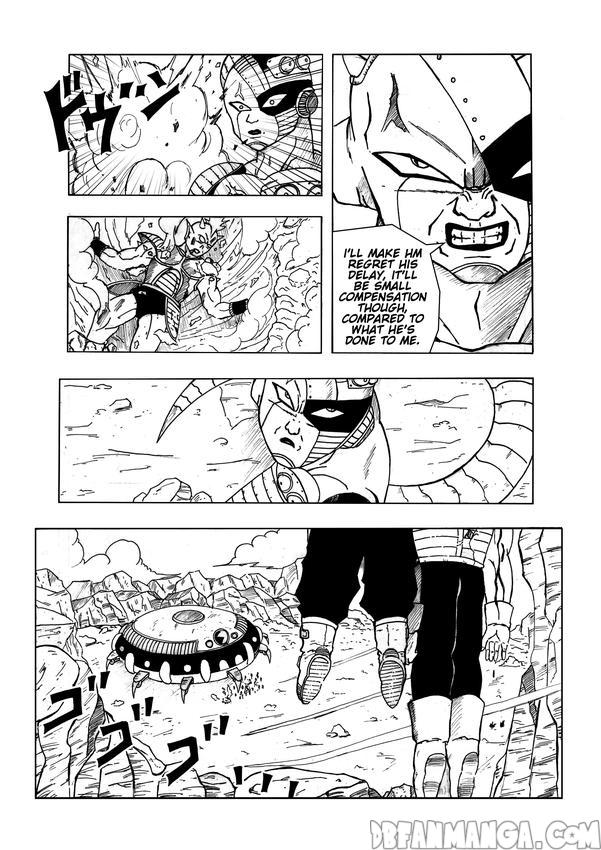 I'LL MAKE HM
REGRET HIS
DELAY, IT'LL
BE SMALL
COMPENSATION
THOUGH,
COMPARED TO
WHAT HE'S
DONE TO ME.
ドゥン
ゴゴゴ
DBFANMANGA.COM